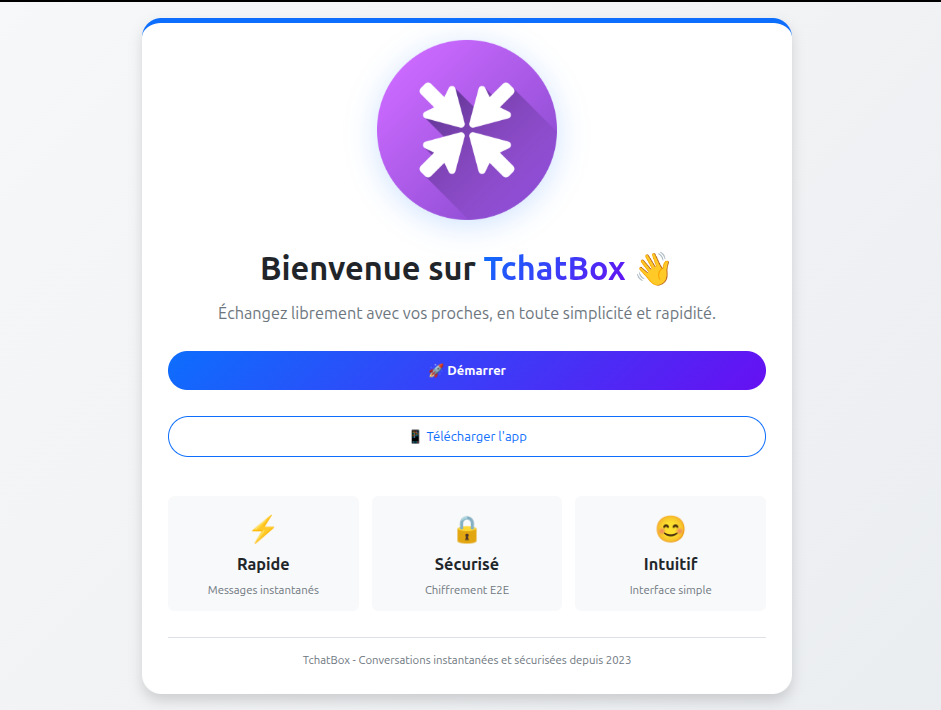 Bienvenue sur TchatBox 👋
Échangez librement avec vos proches, en toute simplicité et rapidité.
🚀 Démarrer
📱 Télécharger l'app
⚡
Rapide
Messages instantanés
🔒
Sécurisé
Chiffrement E2E
😊
Intuitif
Interface simple
TchatBox - Conversations instantanées et sécurisées depuis 2023